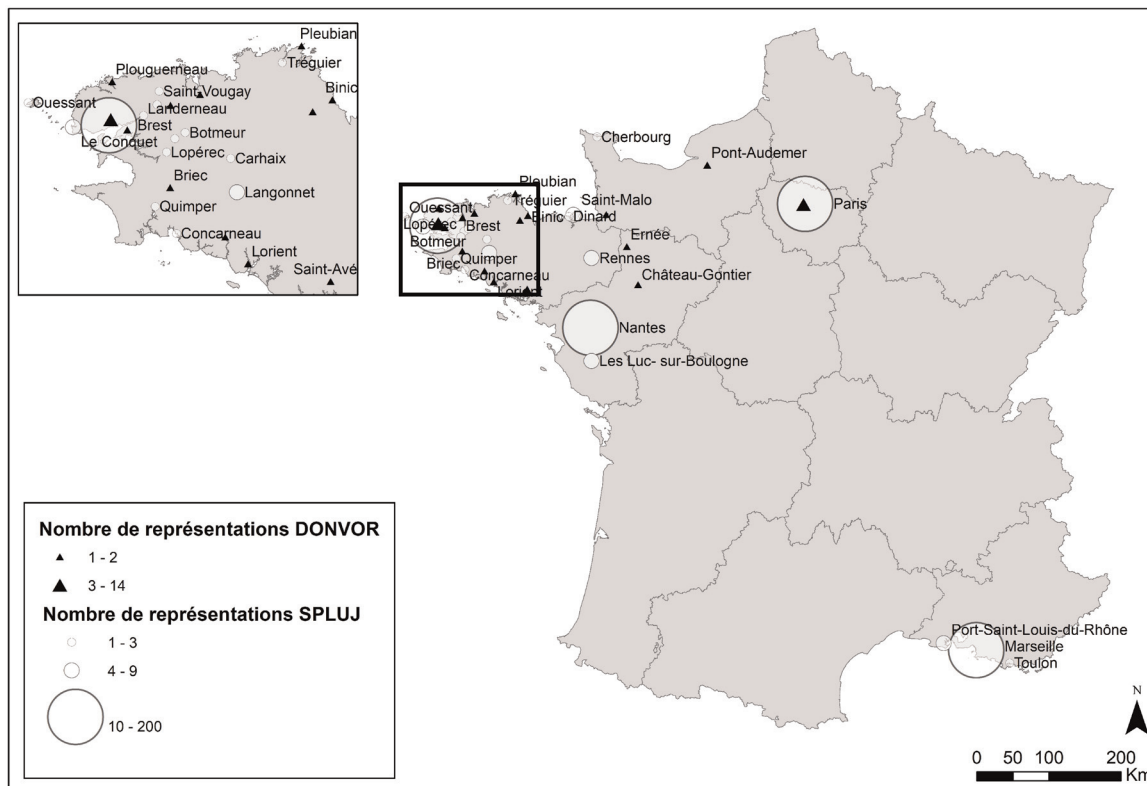 Pleubian
Tréguier
Plouguerneau
Binic
Saint-Vougay
Ouessant
Landerneau
Brest
Botmeur
Le Conquet
Lopérec
Carhaix
Briec
Langonnet
Quimper
Concarneau
Lorient
Saint-Avé
Cherbourg
Pont-Audemer
Pleubian
Tréguier
Saint-Malo
Paris
Ouessant
Binic
Dinard
Lopérec
Brest
Botmeur
Ernée
Briec
Quimper
Rennes
Concarneau
Château-Gontier
Lorient
Nantes
Les Luc- sur-Boulogne
Nombre de représentations DONVOR
1 - 2
3 - 14
Nombre de représentations SPLUJ
1 - 3
4 - 9
10 - 200
Port-Saint-Louis-du-Rhône
Marseille
Toulon
N
0 50 100 200
Km